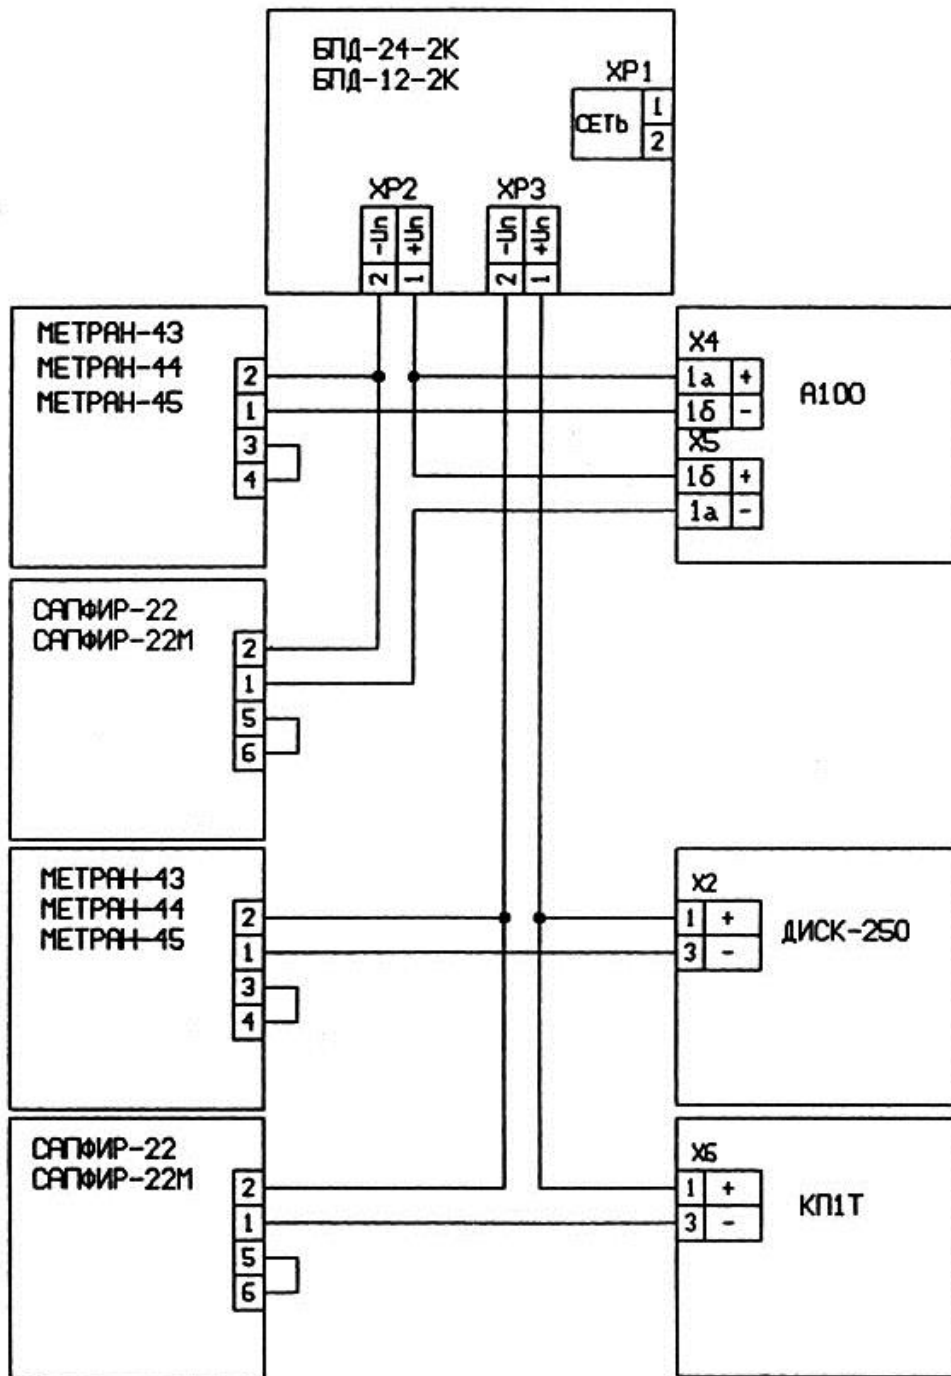 БПД-24-2К
БПД-12-2К
ХР1
СЕТЬ
1
2
ХР2
ХР3
-Uп
+Uп
-Uп
+Uп
2
1
2
1
МЕТРАН-43
МЕТРАН-44
МЕТРАН-45
2
1
3
4
Х4
1а +
1б -
Х5
1б +
1а -
А100
САПФИР-22
САПФИР-22М
2
1
5
6
МЕТРАН-43
МЕТРАН-44
МЕТРАН-45
2
1
3
4
Х2
1 +
3 -
ДИСК-250
САПФИР-22
САПФИР-22М
2
1
5
6
Х6
1 +
3 -
КП1Т